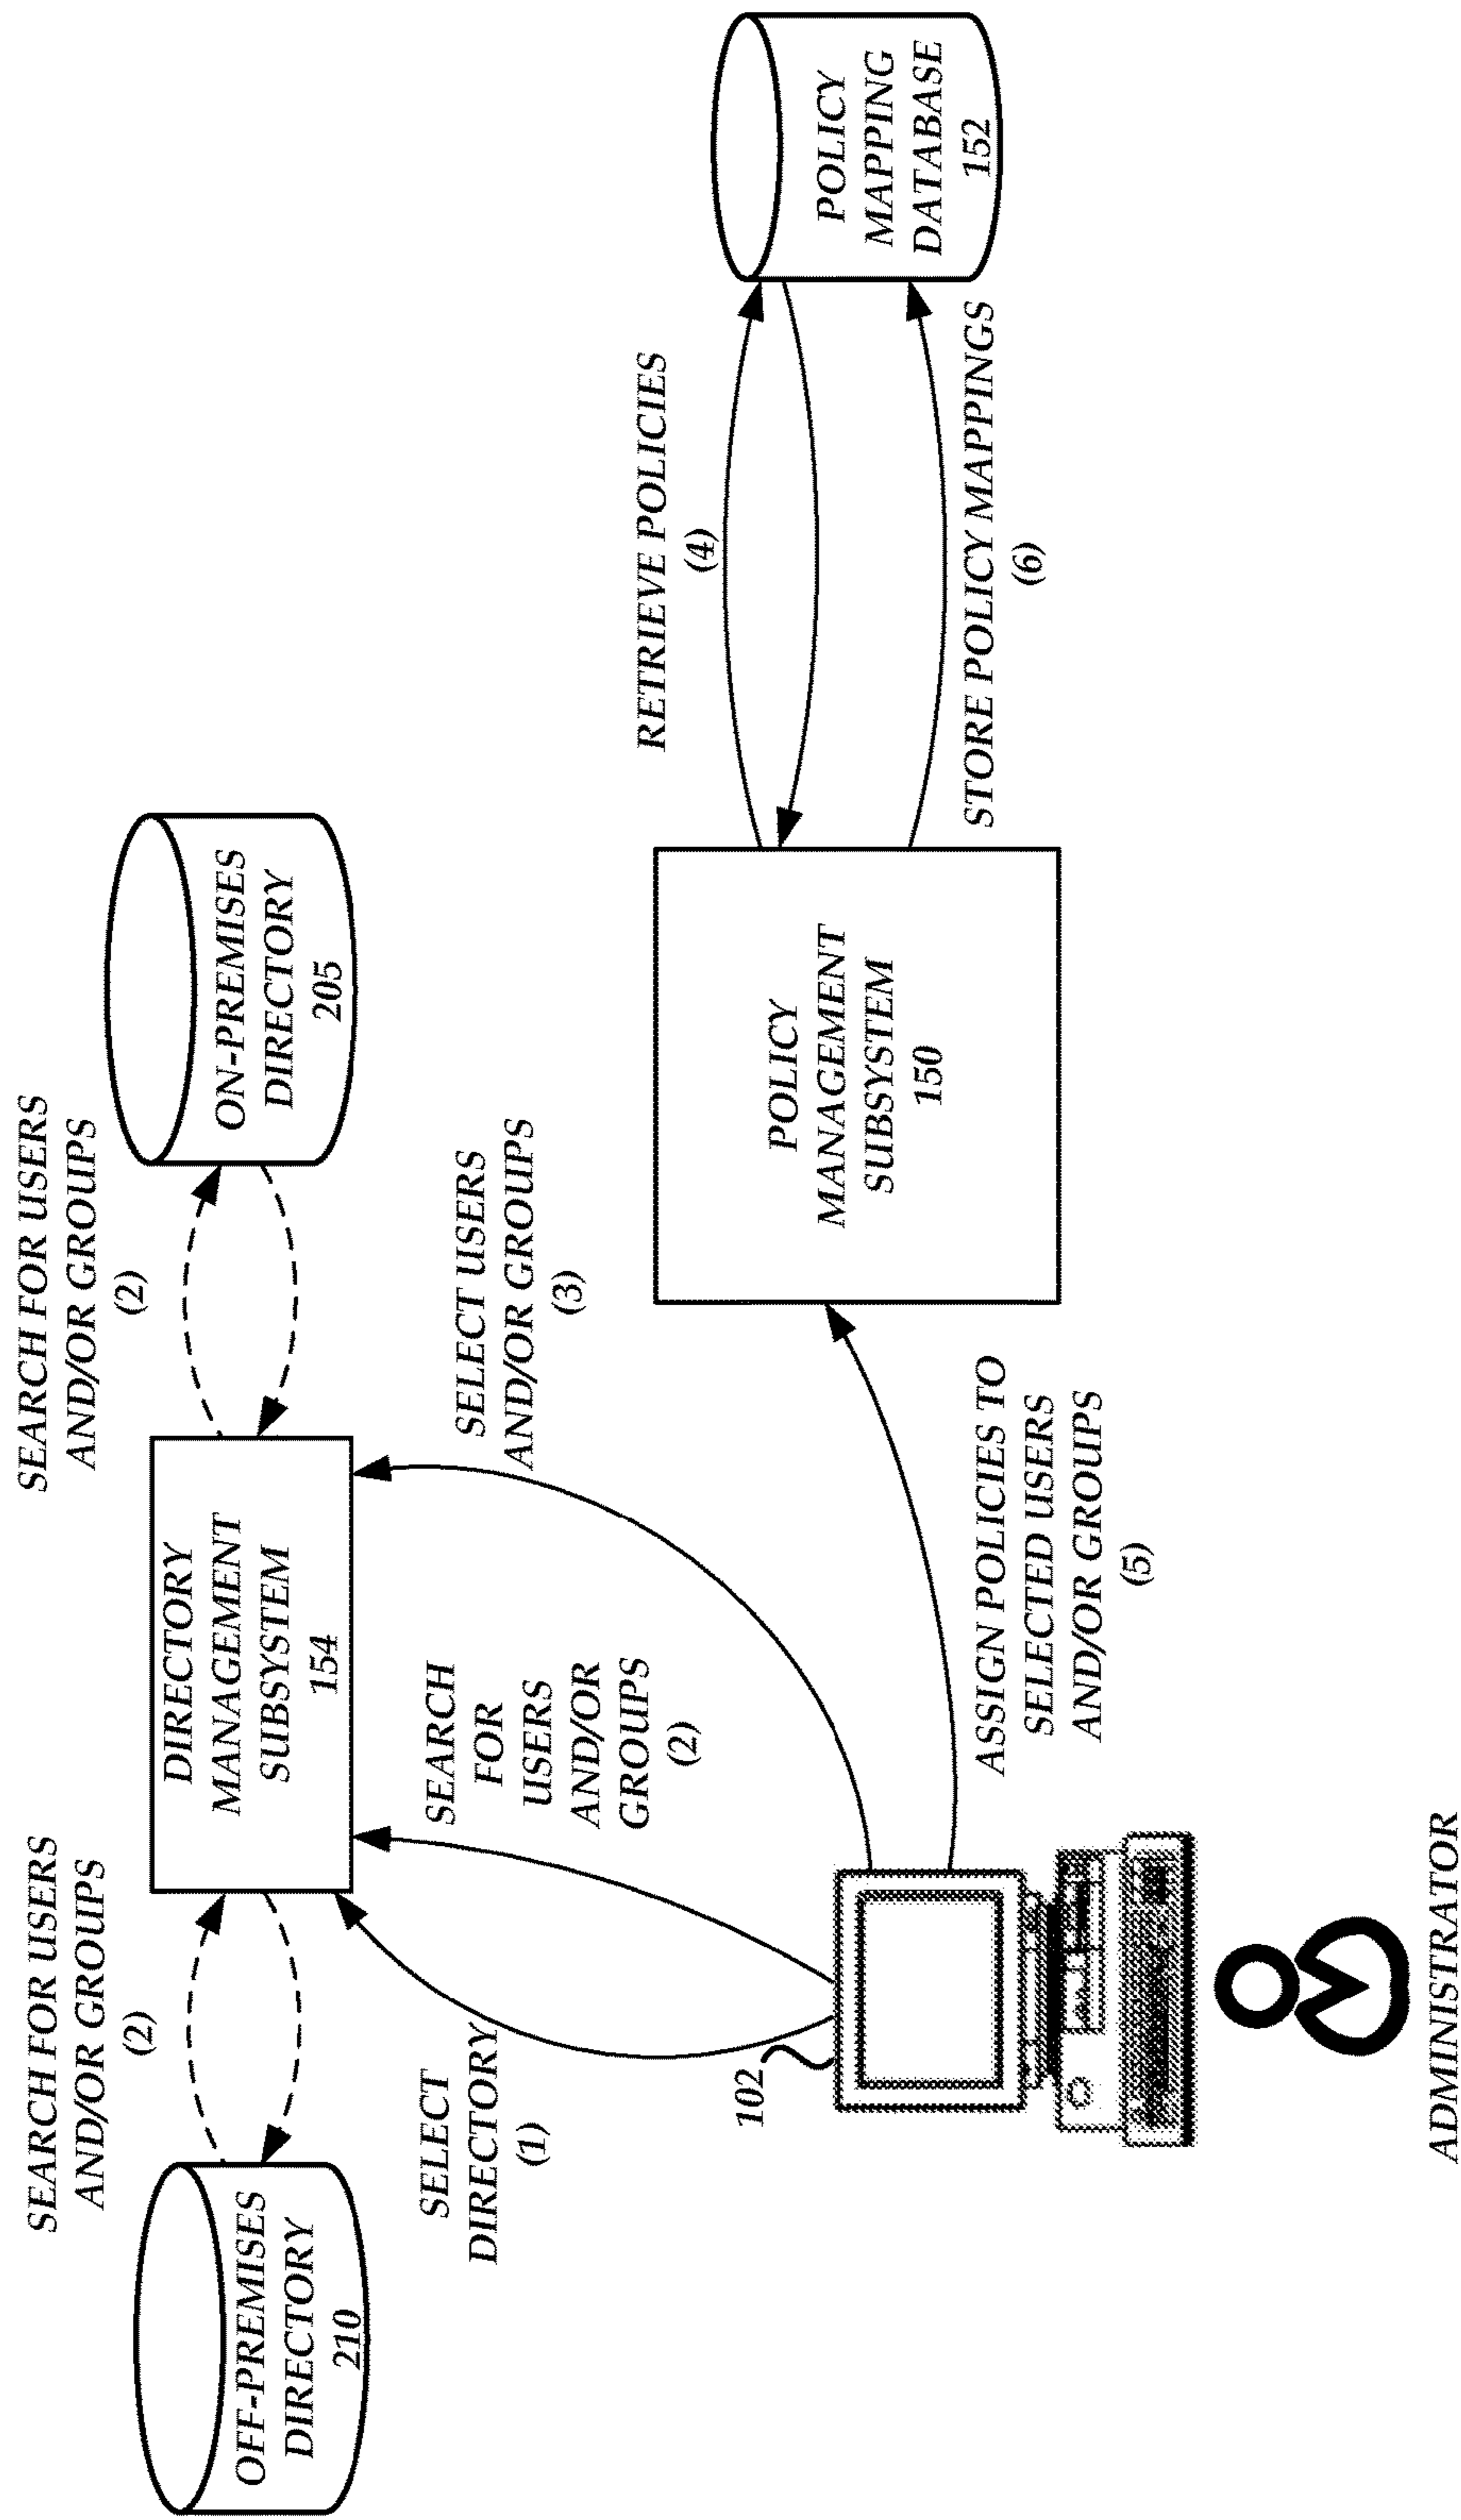 SEARCH FOR USERS
AND/OR GROUPS
(2)
SEARCH FOR USERS
AND/OR GROUPS
(2)
OFF-PREMISES
DIRECTORY
210
DIRECTORY
MANAGEMENT
SUBSYSTEM
154
ON-PREMISES
DIRECTORY
205
SELECT
DIRECTORY
(1)
SEARCH
FOR
USERS
AND/OR
GROUPS
(2)
SELECT USERS
AND/OR GROUPS
(3)
RETRIEVE POLICIES
(4)
102
POLICY
MANAGEMENT
SUBSYSTEM
150
POLICY
MAPPING
DATABASE
152
ASSIGN POLICIES TO
SELECTED USERS
AND/OR GROUPS
(5)
STORE POLICY MAPPINGS
(6)
ADMINISTRATOR